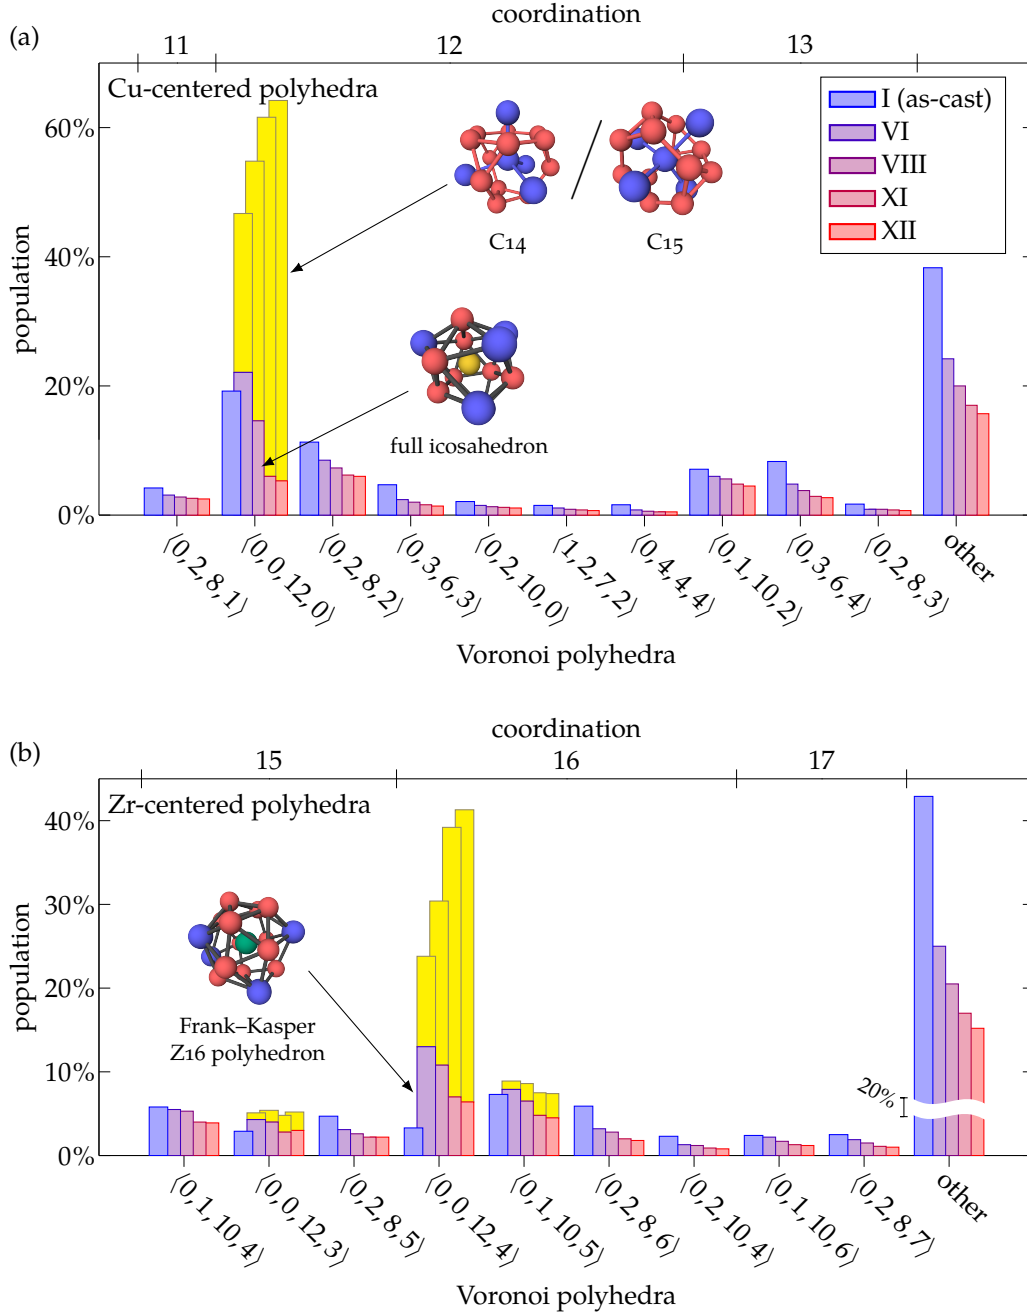 coordination
(a)
11
12
13
Cu-centered polyhedra
I (as-cast)
VI
VIII
XI
XII
60%
40%
20%
0%
population
C14
C15
full icosahedron
⟨0, 2, 8, 1⟩
⟨0, 0, 12, 0⟩
⟨0, 2, 8, 2⟩
⟨0, 3, 6, 3⟩
⟨0, 2, 10, 0⟩
⟨1, 2, 7, 2⟩
⟨0, 4, 4, 4⟩
⟨0, 1, 10, 2⟩
⟨0, 3, 6, 4⟩
⟨0, 2, 8, 3⟩
other
Voronoi polyhedra
coordination
(b)
15
16
17
Zr-centered polyhedra
40%
30%
20%
10%
0%
population
Frank–Kasper
Z16 polyhedron
20%
⟨0, 1, 10, 4⟩
⟨0, 0, 12, 3⟩
⟨0, 2, 8, 5⟩
⟨0, 0, 12, 4⟩
⟨0, 1, 10, 5⟩
⟨0, 2, 8, 6⟩
⟨0, 2, 10, 4⟩
⟨0, 1, 10, 6⟩
⟨0, 2, 8, 7⟩
other
Voronoi polyhedra